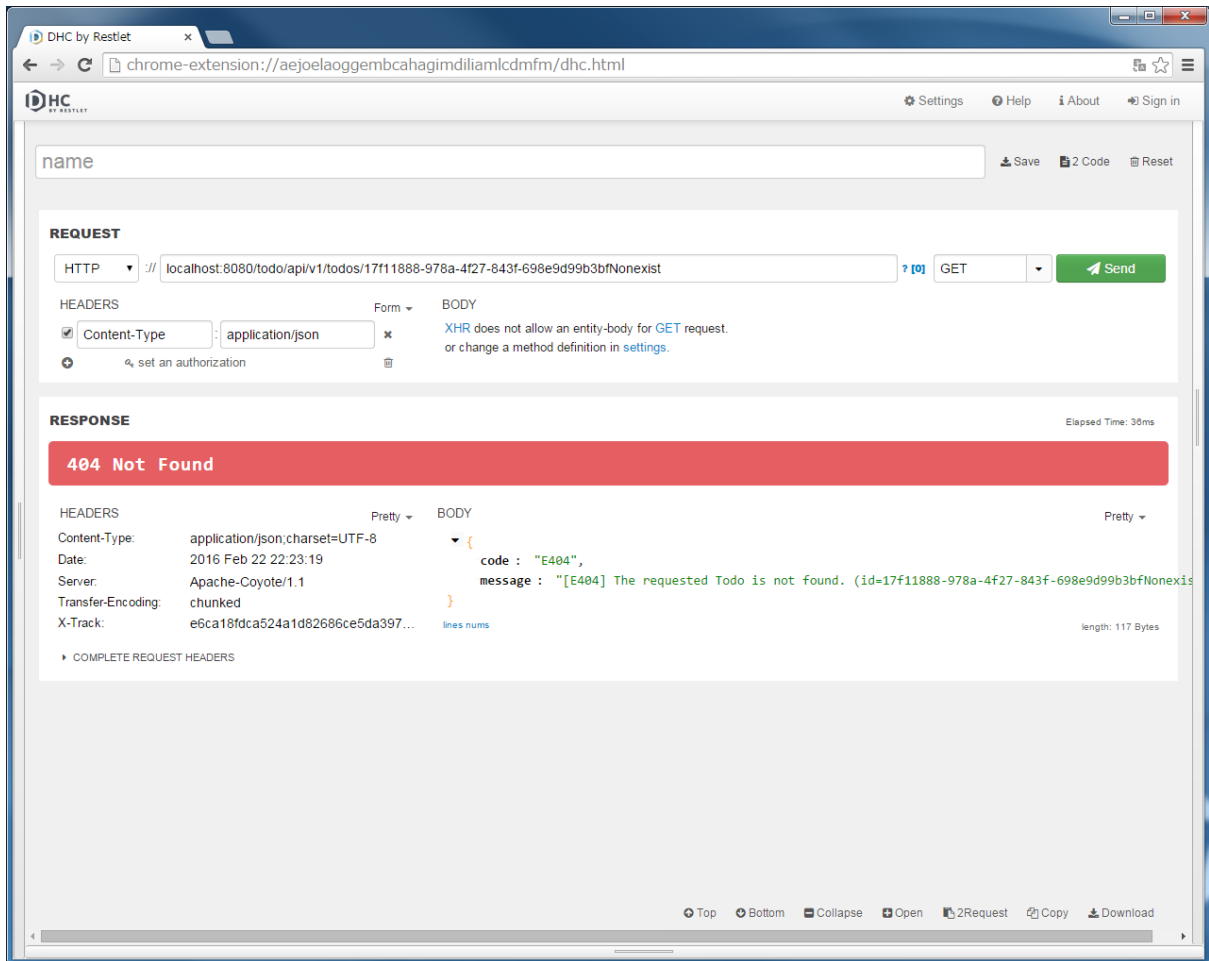 DHC by Restlet
chrome-extension://aejoelaoggembcahagimdiliamlcdmfm/dhc.html
DHC BY RESTLET Settings Help About Sign in
name Save 2 Code Reset
REQUEST
HTTP :// localhost:8080/todo/api/v1/todos/17f11888-978a-4f27-843f-698e9d99b3bfNonexist ? [0] GET Send
HEADERS Form BODY
Content-Type : application/json XHR does not allow an entity-body for GET request.
or change a method definition in settings.
set an authorization
RESPONSE Elapsed Time: 36ms
404 Not Found
HEADERS Pretty BODY Pretty
Content-Type: application/json;charset=UTF-8 {
Date: 2016 Feb 22 22:23:19 code : "E404",
Server: Apache-Coyote/1.1 message : "[E404] The requested Todo is not found. (id=17f11888-978a-4f27-843f-698e9d99b3bfNonexis
Transfer-Encoding: chunked }
X-Track: e6ca18fdca524a1d82686ce5da397... lines nums length: 117 Bytes
COMPLETE REQUEST HEADERS
Top Bottom Collapse Open 2Request Copy Download